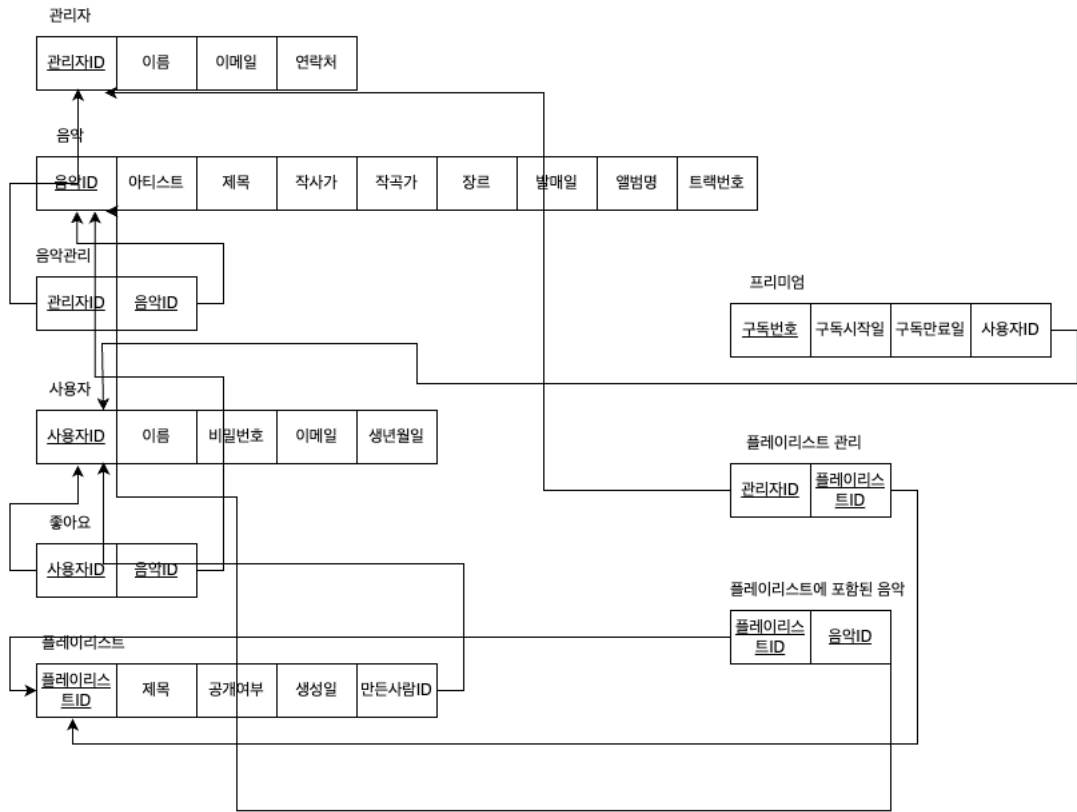 관리자
관리자ID 이름 이메일 연락처
음악
음악ID 아티스트 제목 작사가 작곡가 장르 발매일 앨범명 트랙번호
음악관리
관리자ID 음악ID
프리미엄
구독번호 구독시작일 구독만료일 사용자ID
사용자
사용자ID 이름 비밀번호 이메일 생년월일
플레이리스트 관리
관리자ID 플레이리스
트ID
좋아요
사용자ID 음악ID
플레이리스트에 포함된 음악
플레이리스
트ID 음악ID
플레이리스트
플레이리스
트ID 제목 공개여부 생성일 만든사람ID